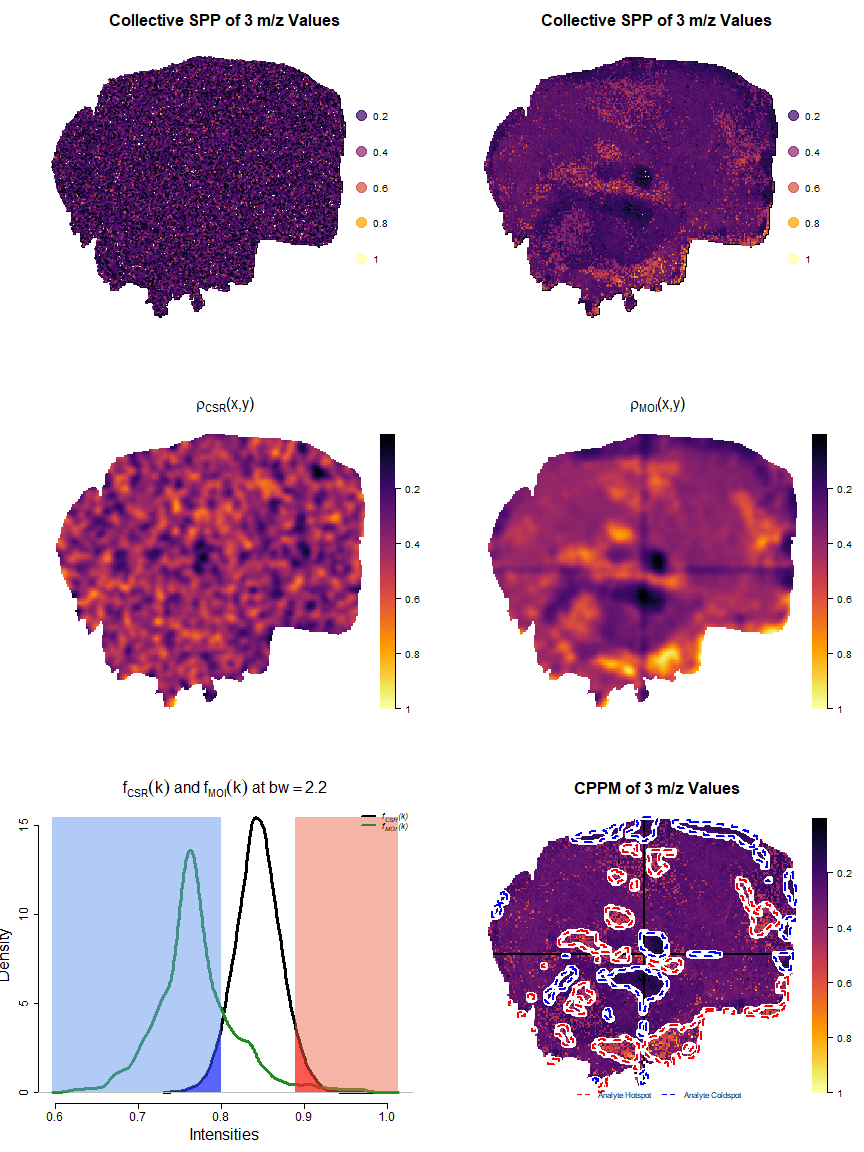 Collective SPP of 3 m/z Values
0.2
0.4
0.6
0.8
1
Collective SPP of 3 m/z Values
0.2
0.4
0.6
0.8
1
ρCSR(x,y)
0.2
0.4
0.6
0.8
1
ρMOI(x,y)
0.2
0.4
0.6
0.8
1
fCSR(k) and fMOI(k) at bw = 2.2
fCSR(k)
fMOI(k)
Density
0
5
10
15
0.6 0.7 0.8 0.9 1.0
Intensities
CPPM of 3 m/z Values
0.2
0.4
0.6
0.8
1
Analyte Hotspot Analyte Coldspot